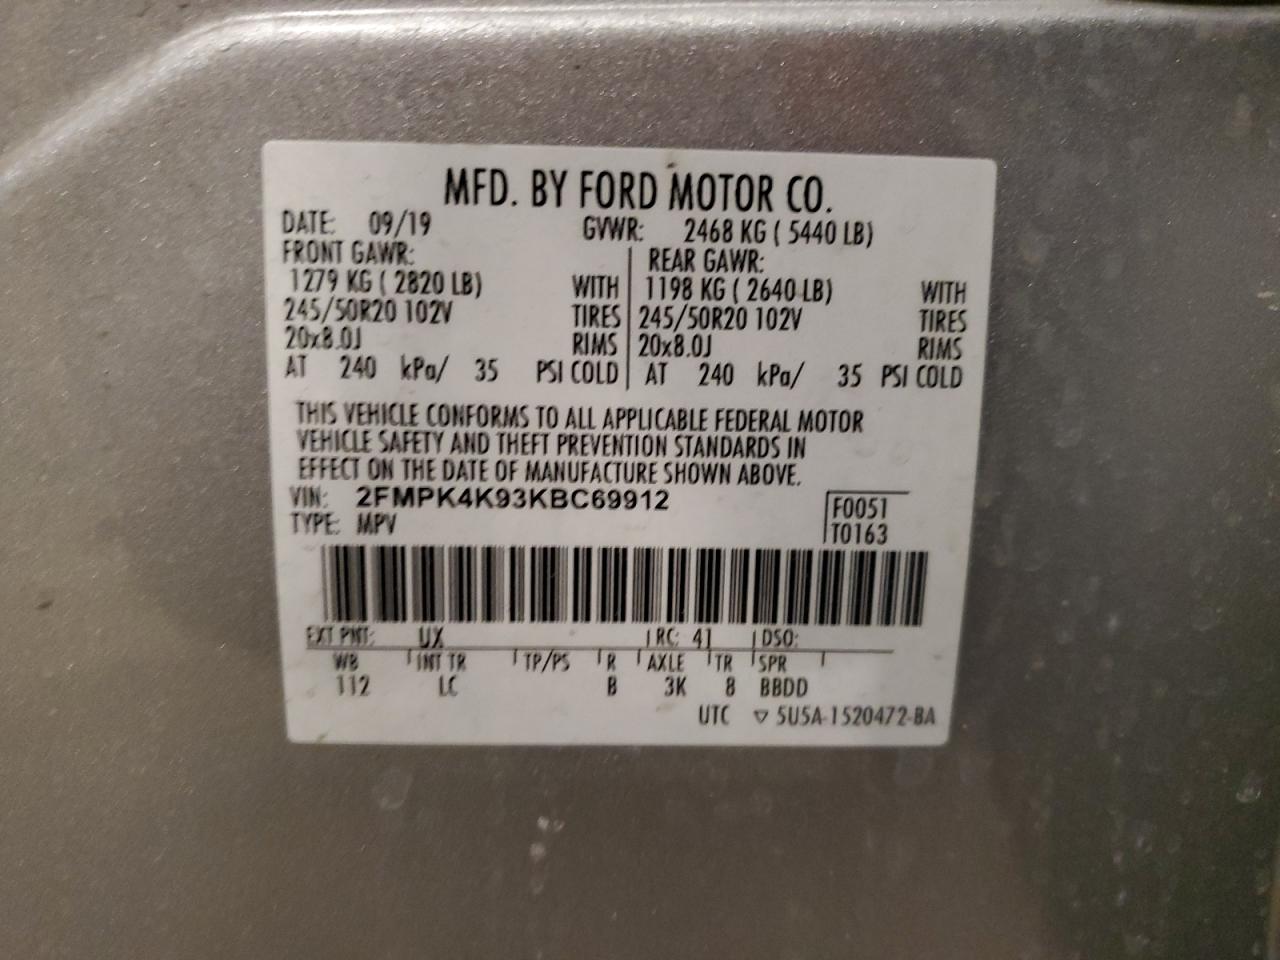 MFD. BY FORD MOTOR CO.
DATE: 09/19 GVWR: 2468 KG ( 5440 LB)
FRONT GAWR: REAR GAWR:
1279 KG ( 2820 LB) WITH 1198 KG ( 2640 LB) WITH
245/50R20 102V TIRES 245/50R20 102V TIRES
20x8.0J RIMS 20x8.0J RIMS
AT 240 kPa/ 35 PSI COLD AT 240 kPa/ 35 PSI COLD
THIS VEHICLE CONFORMS TO ALL APPLICABLE FEDERAL MOTOR
VEHICLE SAFETY AND THEFT PREVENTION STANDARDS IN
EFFECT ON THE DATE OF MANUFACTURE SHOWN ABOVE.
VIN: 2FMPK4K93KBC69912
F0051
TYPE: MPV
T0163
EXT PNT: UX RC: 41 DSO:
WB INT TR TP/PS R AXLE TR SPR
112 LC B 3K 8 BBDD
UTC ▽ 5U5A-1520472-BA